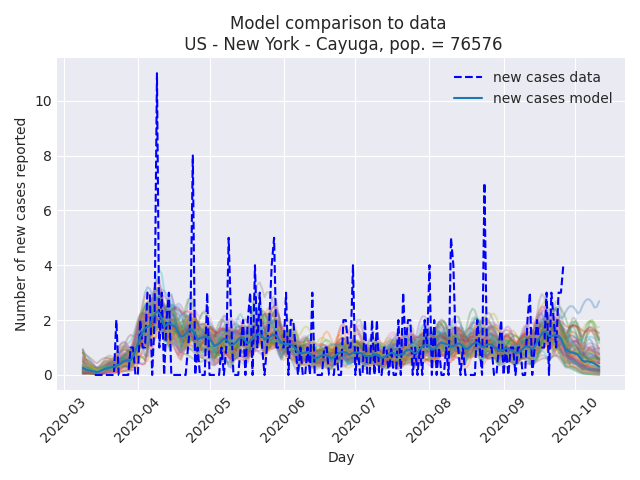 Model comparison to data
US - New York - Cayuga, pop. = 76576
new cases data
new cases model
Number of new cases reported
10
8
6
4
2
0
2020-03
2020-04
2020-05
2020-06
2020-07
2020-08
2020-09
2020-10
Day